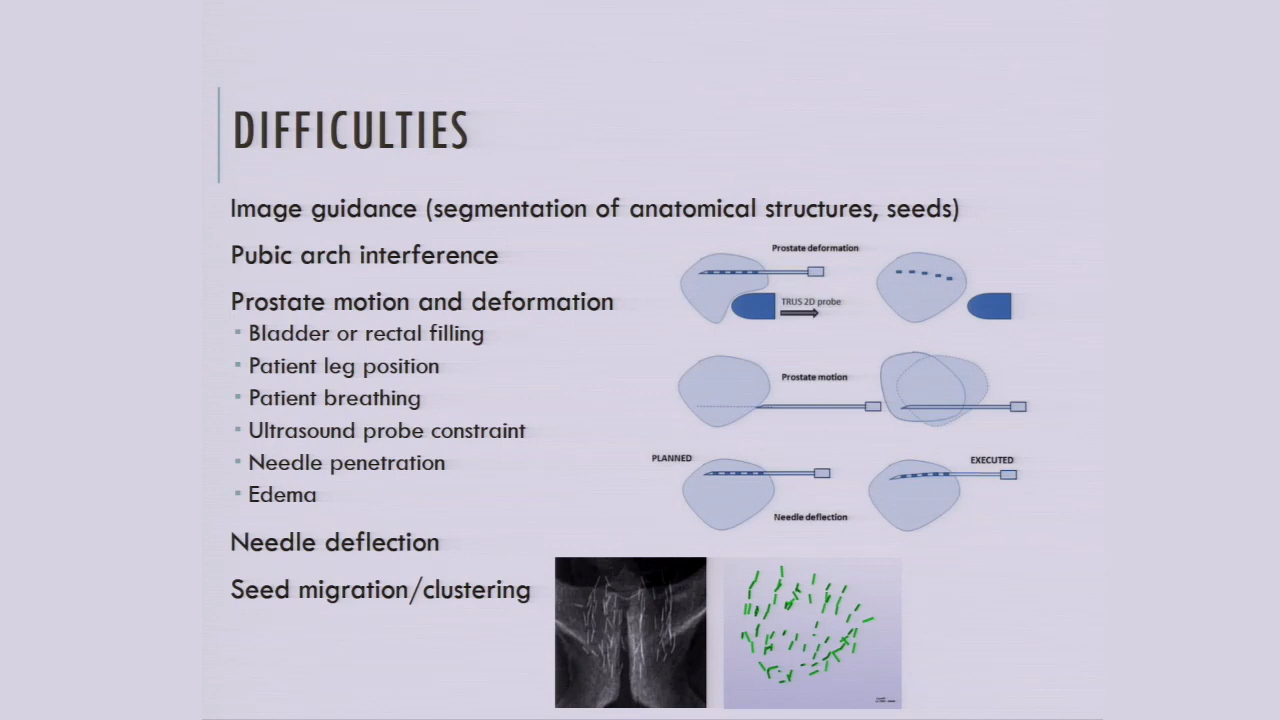 DIFFICULTIES
Image guidance (segmentation of anatomical structures, seeds)
Pubic arch interference
Prostate motion and deformation
Bladder or rectal filling
Patient leg position
Patient breathing
Ultrasound probe constraint
Needle penetration
Edema
Needle deflection
Seed migration/clustering
Prostate deformation
TRUS 2D probe
Prostate motion
PLANNED
EXECUTED
Needle deflection